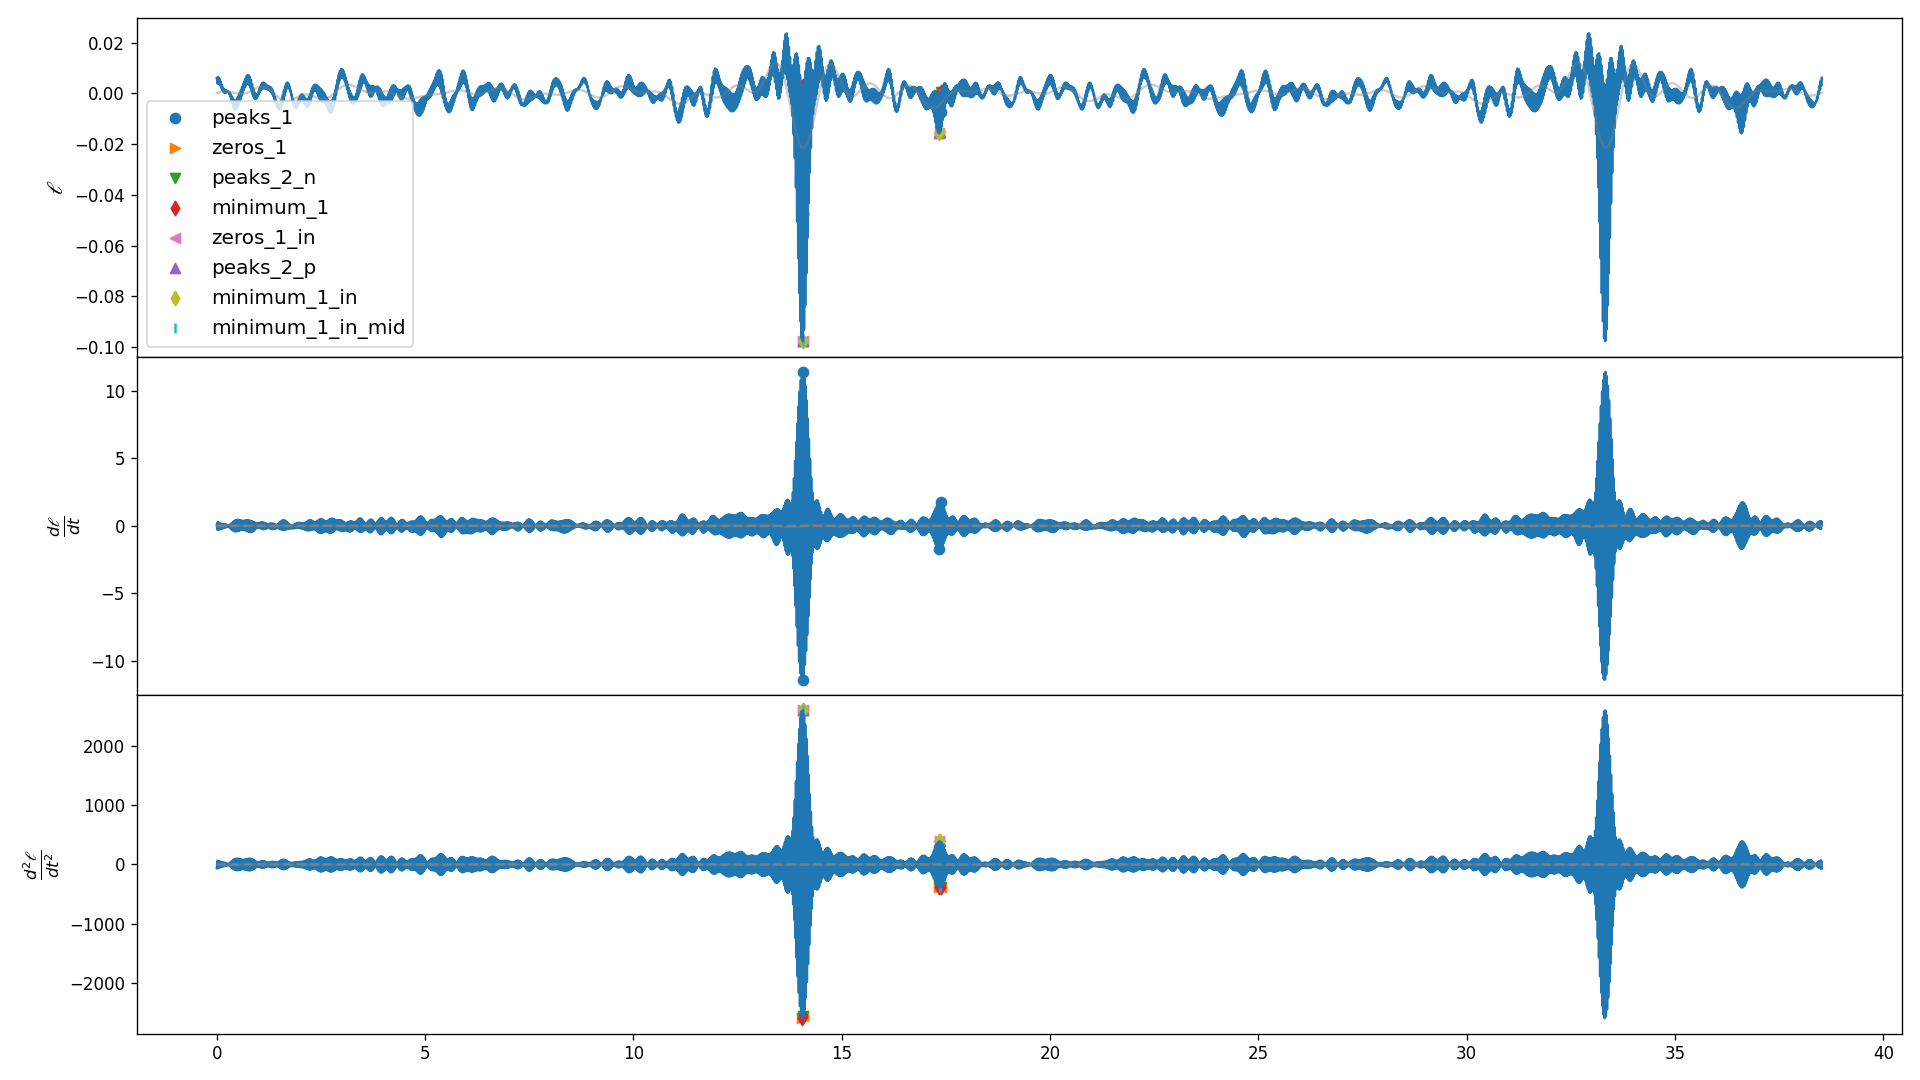 0.02
0.00
−0.02
−0.04
−0.06
−0.08
−0.10
ℓ
peaks_1
zeros_1
peaks_2_n
minimum_1
zeros_1_in
peaks_2_p
minimum_1_in
minimum_1_in_mid
10
5
0
−5
−10
dℓ/dt
2000
1000
0
−1000
−2000
d²ℓ/dt²
0 5 10 15 20 25 30 35 40